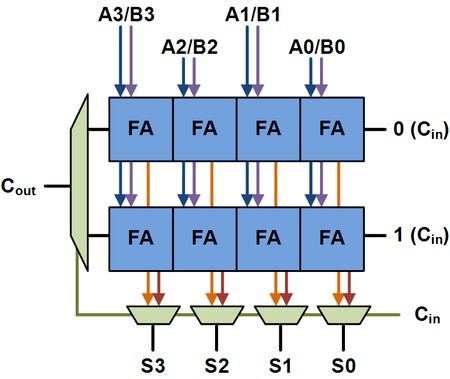 A3/B3
A1/B1
A2/B2
A0/B0
FA FA FA FA 0 (Cin)
Cout
FA FA FA FA 1 (Cin)
Cin
S3 S2 S1 S0